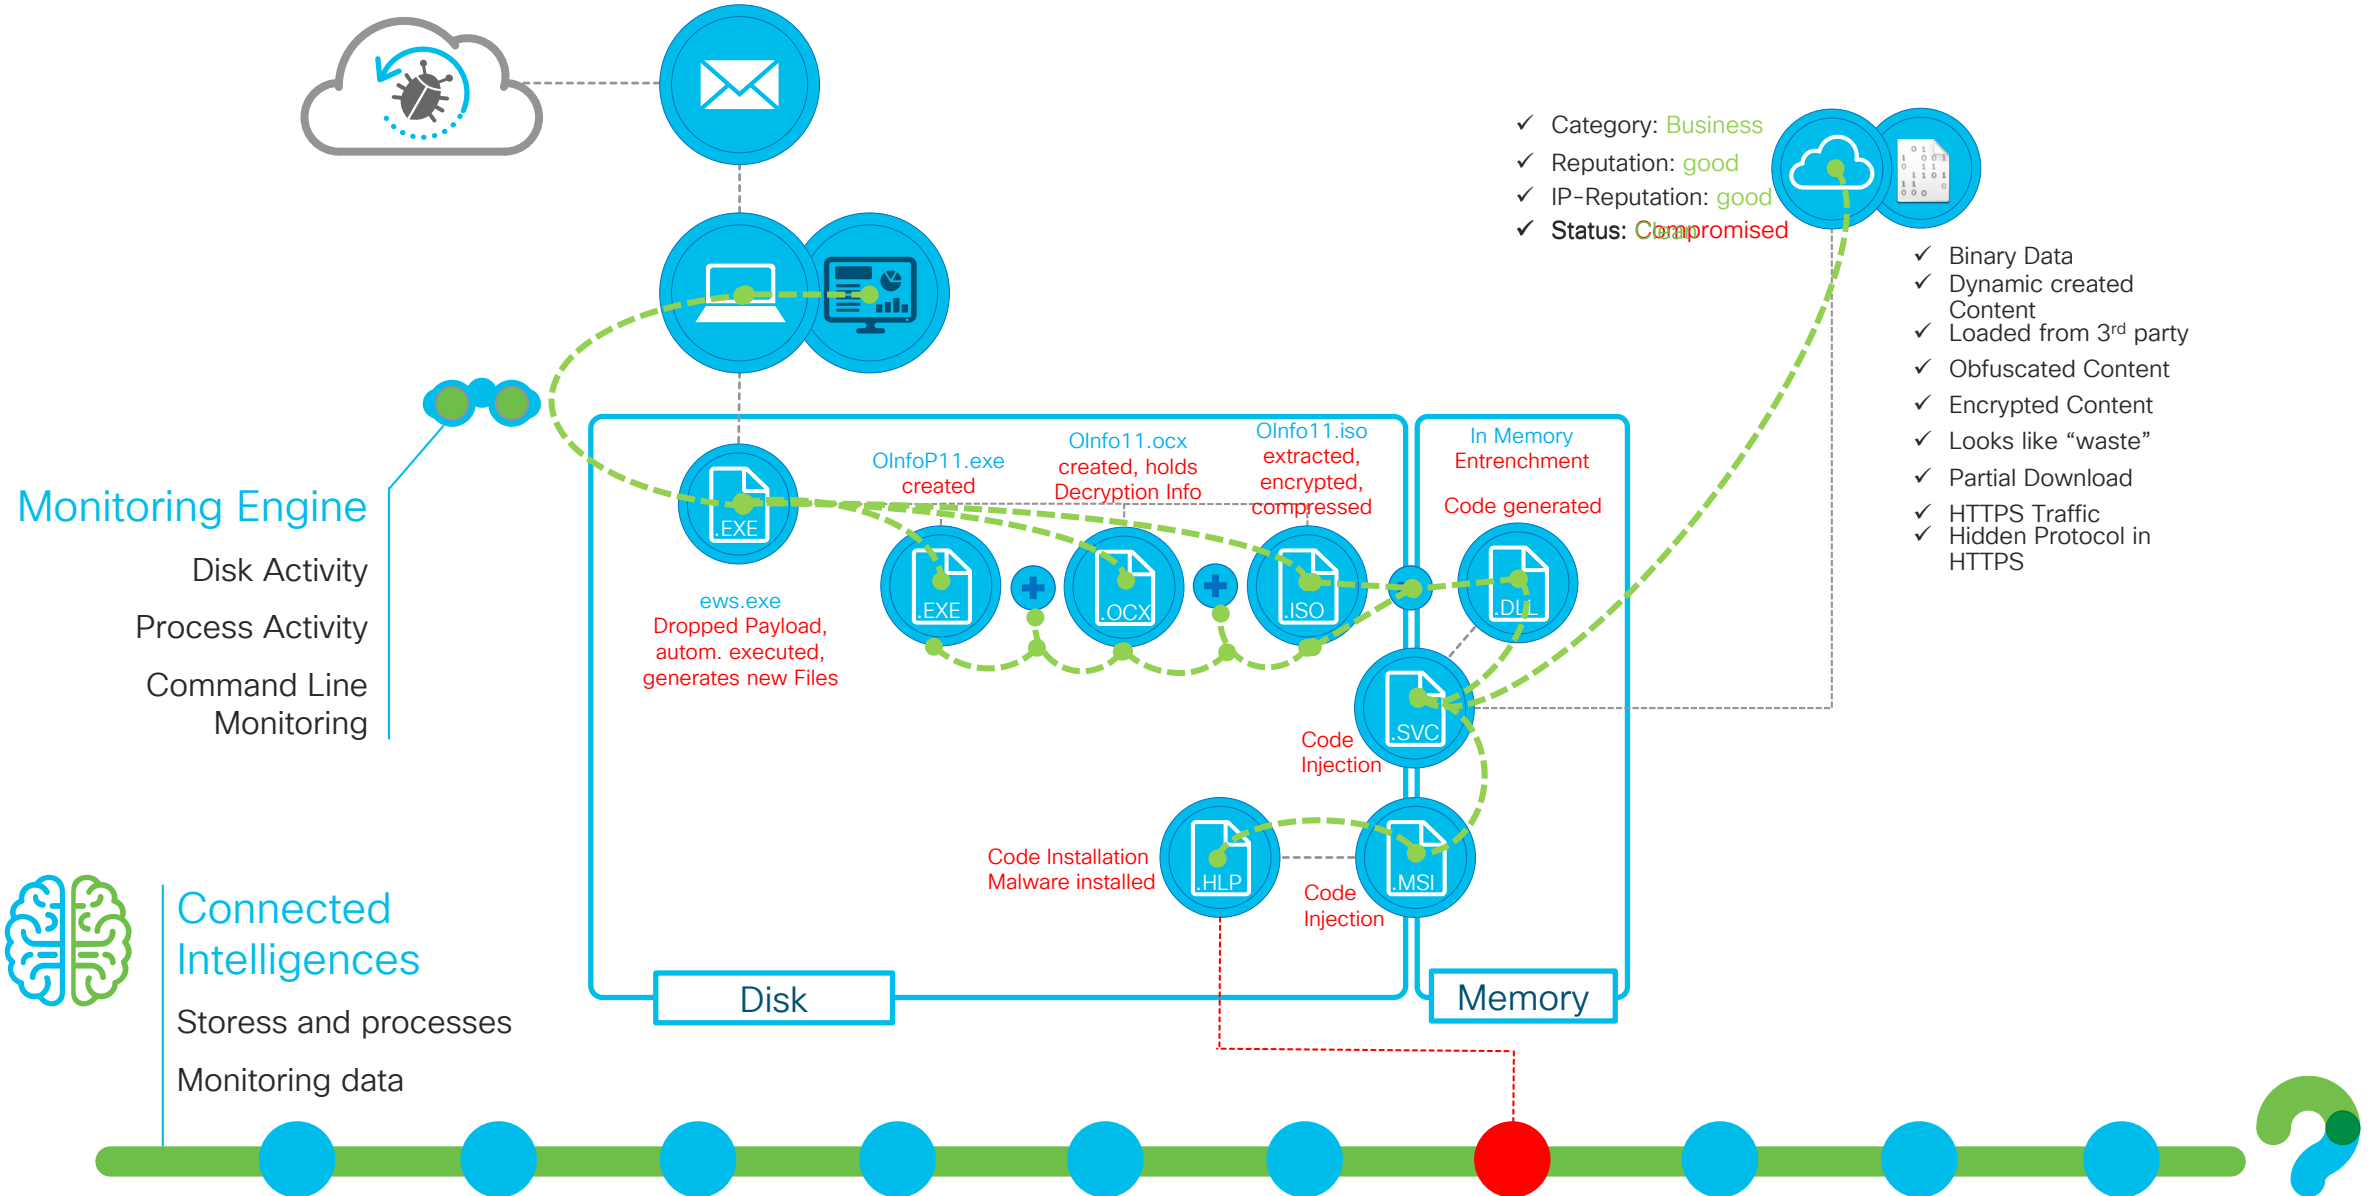 Category: Business
Reputation: good
IP-Reputation: good
Status: Compromised
Clean
Binary Data
Dynamic created
Content
Loaded from 3rd party
Obfuscated Content
Encrypted Content
Looks like “waste”
Partial Download
HTTPS Traffic
Hidden Protocol in
HTTPS
Monitoring Engine
Disk Activity
Process Activity
Command Line
Monitoring
.EXE
ews.exe
Dropped Payload,
autom. executed,
generates new Files
OInfoP11.exe
created
.EXE
OInfo11.ocx
created, holds
Decryption Info
.OCX
OInfo11.iso
extracted,
encrypted,
compressed
.ISO
In Memory
Entrenchment
Code generated
.DLL
.SVC
Code
Injection
Code Installation
Malware installed
.HLP
Code
Injection
.MSI
Disk
Memory
Connected
Intelligences
Storess and processes
Monitoring data